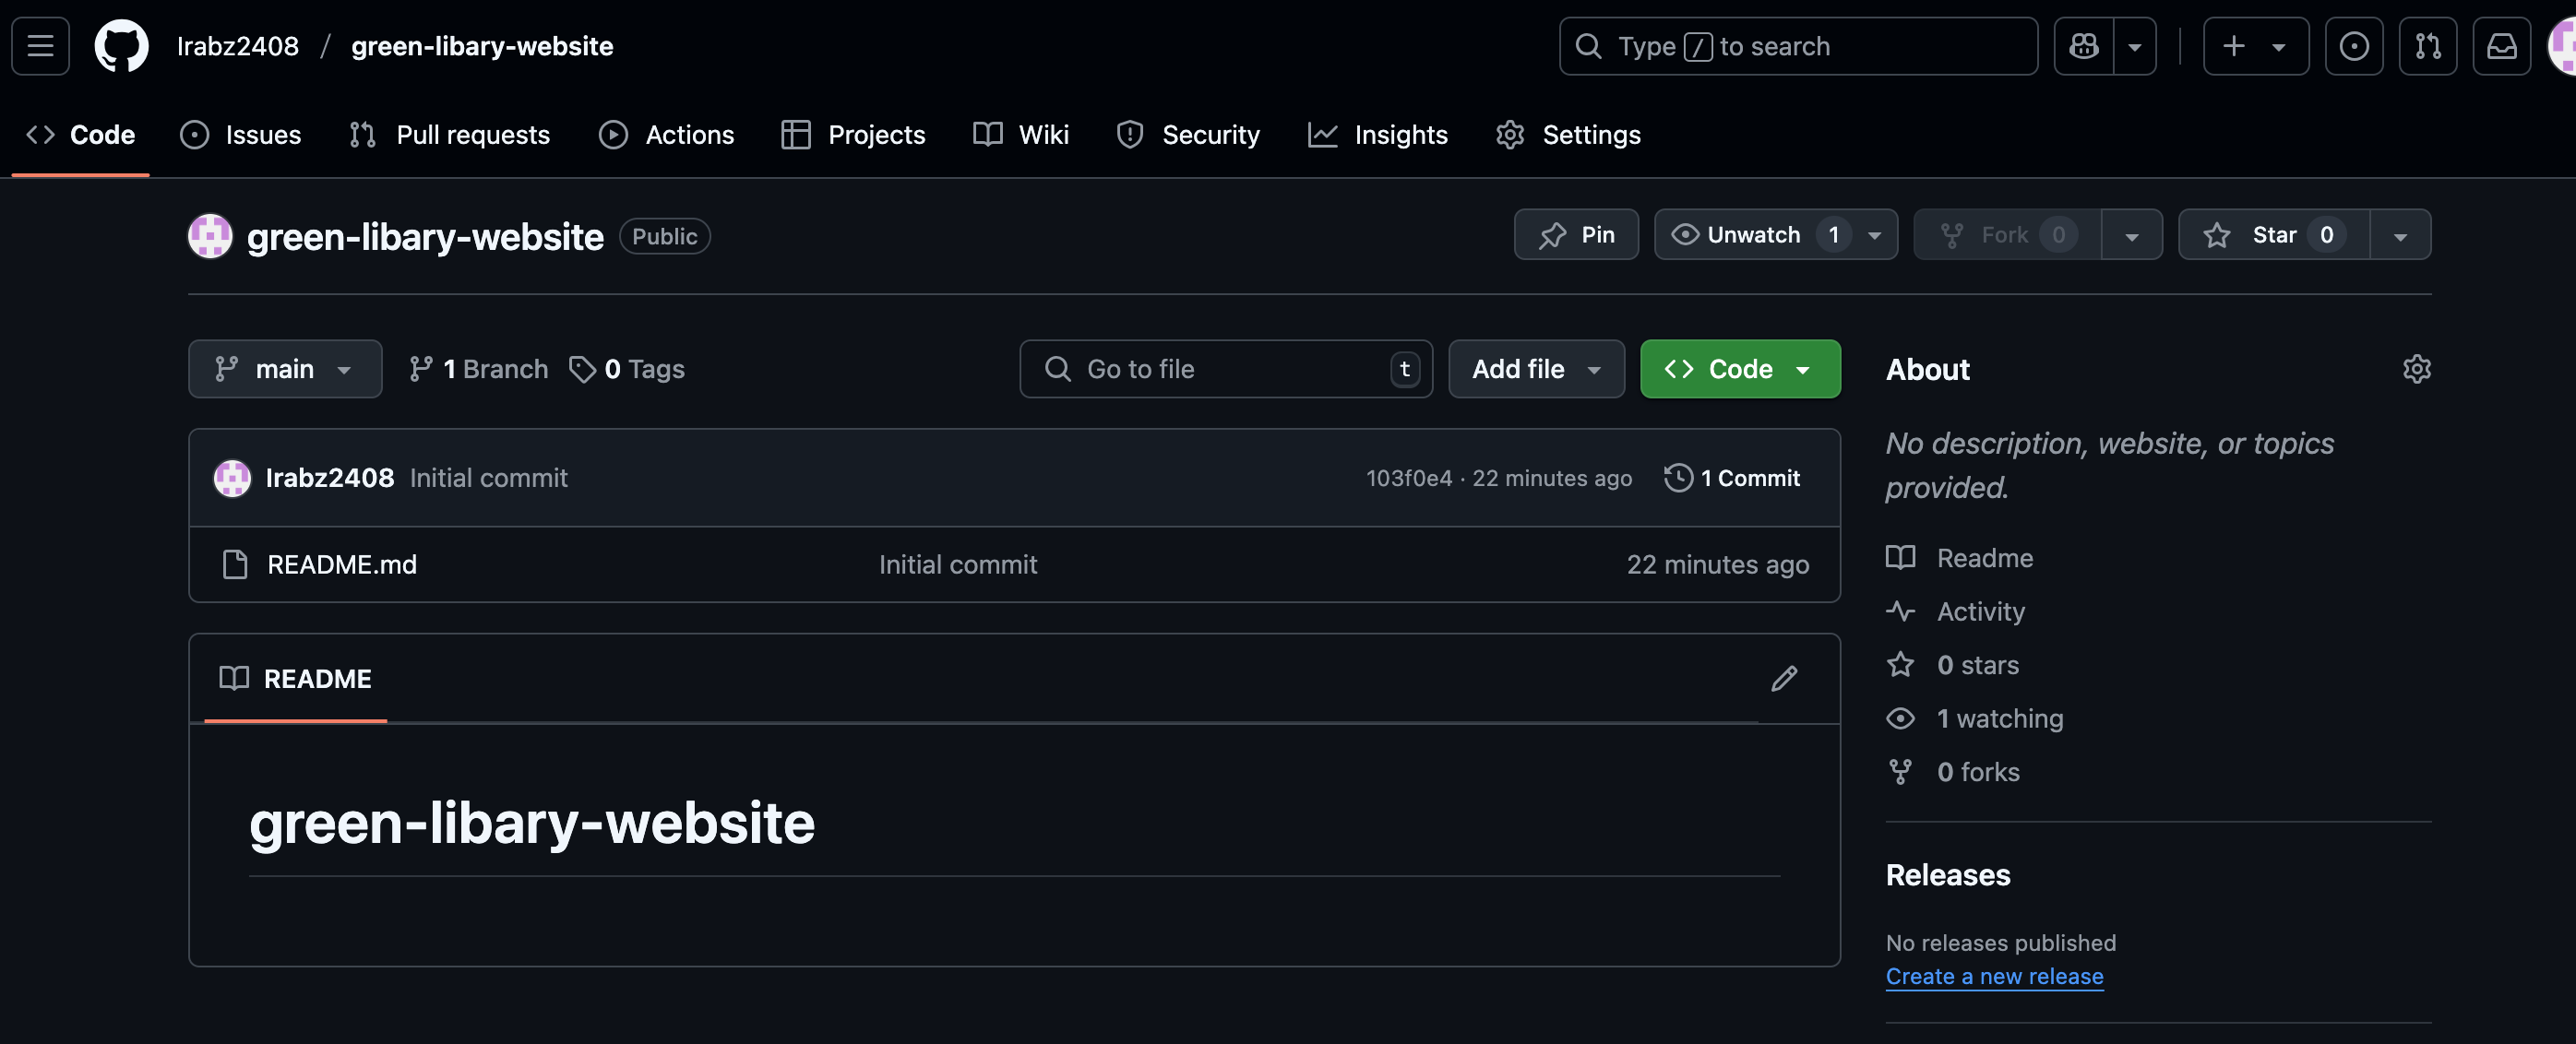 lrabz2408 / green-libary-website
Type / to search
Code Issues Pull requests Actions Projects Wiki Security Insights Settings
green-libary-website Public
Pin Unwatch 1 Fork 0 Star 0
main 1 Branch 0 Tags
Go to file t Add file Code
lrabz2408 Initial commit 103f0e4 · 22 minutes ago 1 Commit
README.md Initial commit 22 minutes ago
README
green-libary-website
About
No description, website, or topics
provided.
Readme
Activity
0 stars
1 watching
0 forks
Releases
No releases published
Create a new release